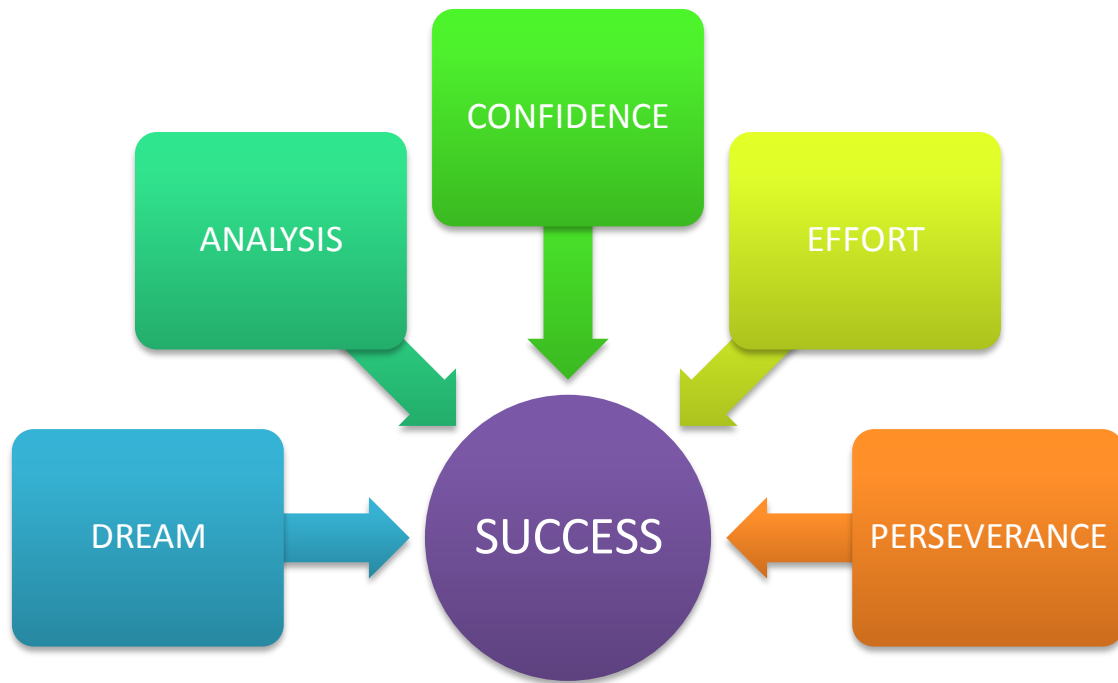 CONFIDENCE
ANALYSIS
EFFORT
DREAM
SUCCESS
PERSEVERANCE